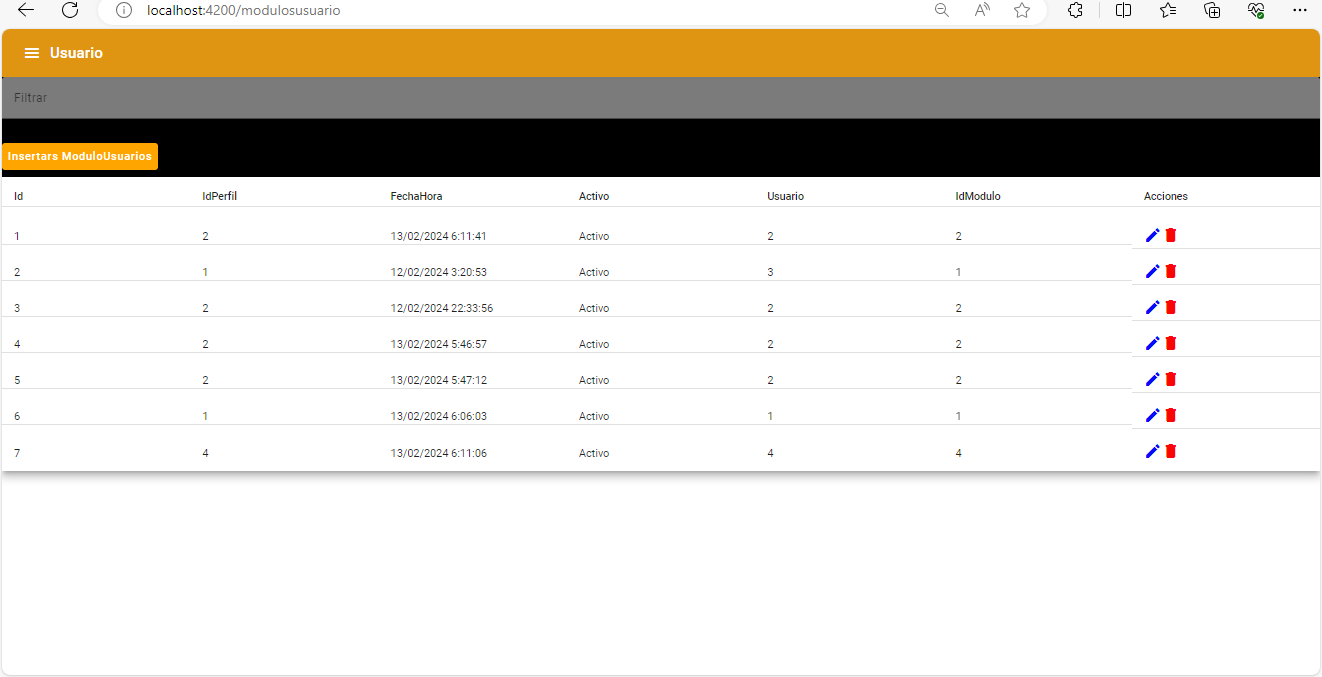 localhost:4200/modulosusuario
Usuario
Filtrar
Insertars ModuloUsuarios
Id IdPerfil FechaHora Activo Usuario IdModulo Acciones
1 2 13/02/2024 6:11:41 Activo 2 2
2 1 12/02/2024 3:20:53 Activo 3 1
3 2 12/02/2024 22:33:56 Activo 2 2
4 2 13/02/2024 5:46:57 Activo 2 2
5 2 13/02/2024 5:47:12 Activo 2 2
6 1 13/02/2024 6:06:03 Activo 1 1
7 4 13/02/2024 6:11:06 Activo 4 4